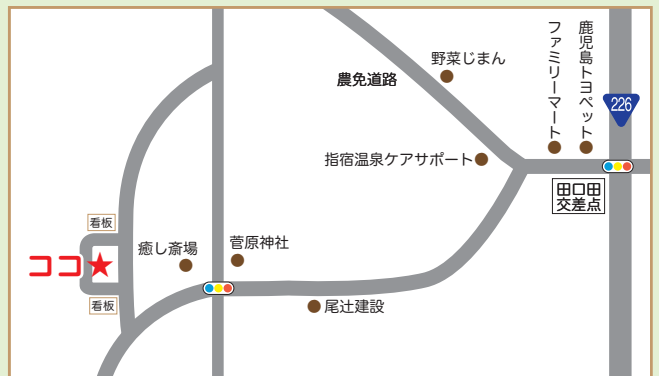 野菜じまん
農免道路
ファミリーマート
鹿児島トヨペット
226
指宿温泉ケアサポート
田口田
交差点
看板
癒し斎場
菅原神社
ココ
看板
尾辻建設